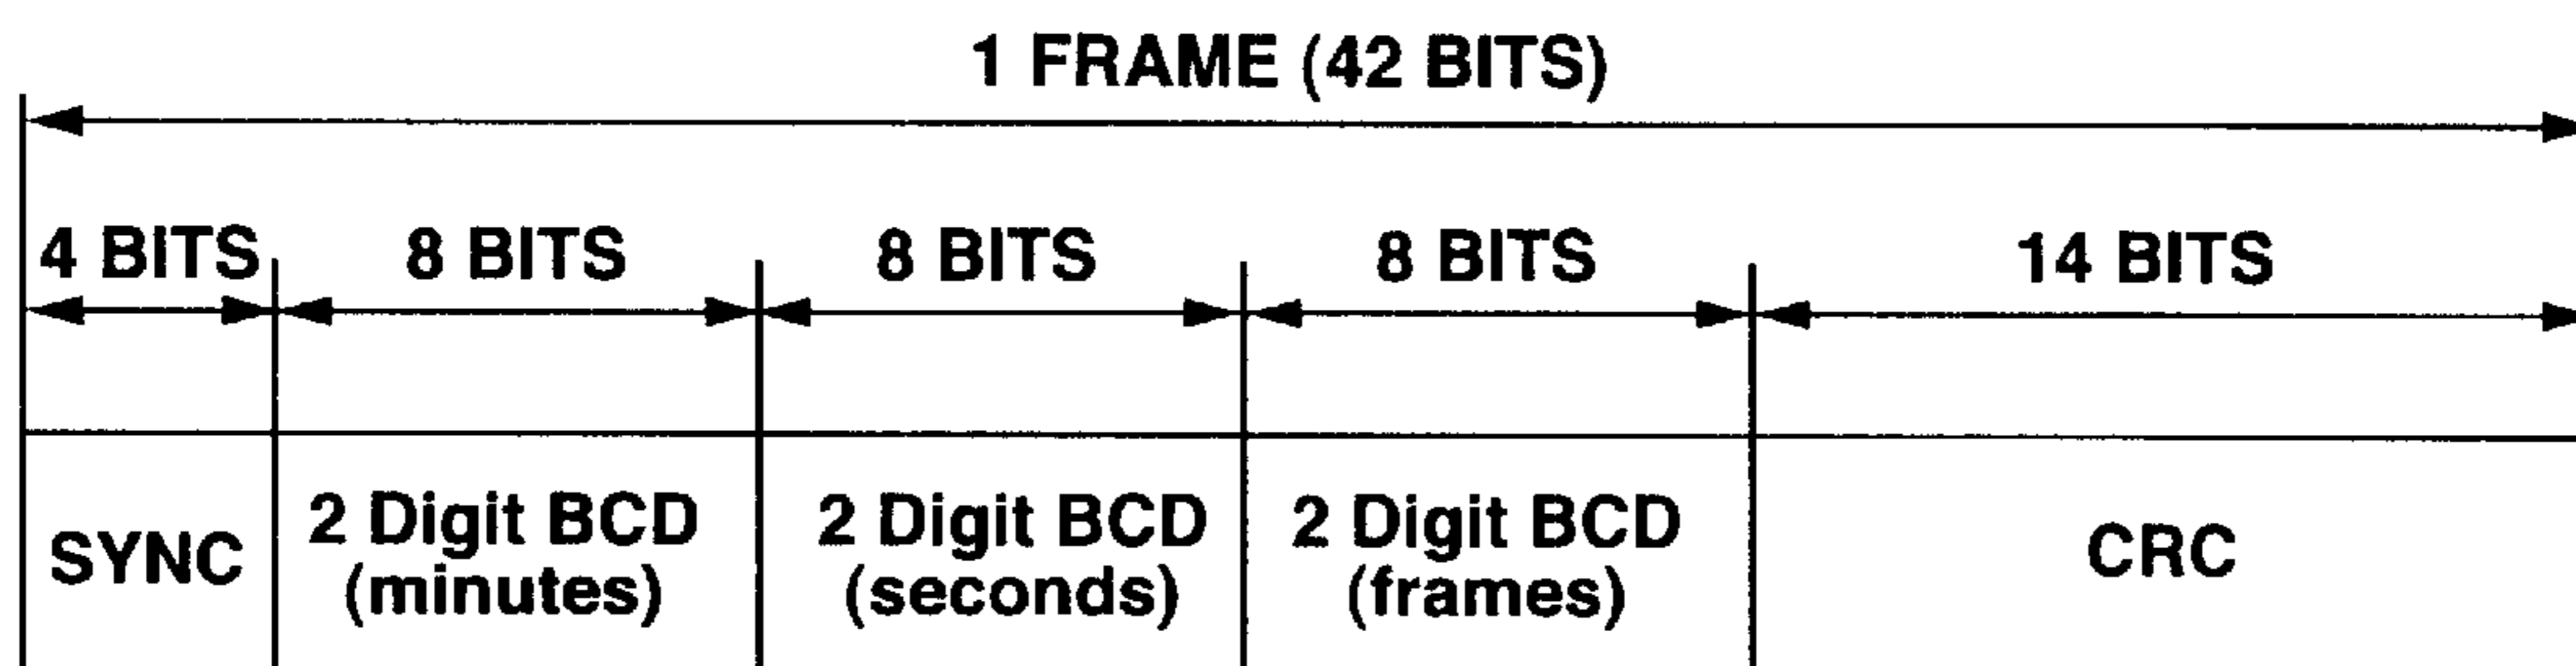 1 FRAME (42 BITS)
4 BITS 8 BITS 8 BITS 8 BITS 14 BITS
SYNC
2 Digit BCD
(minutes)
2 Digit BCD
(seconds)
2 Digit BCD
(frames)
CRC